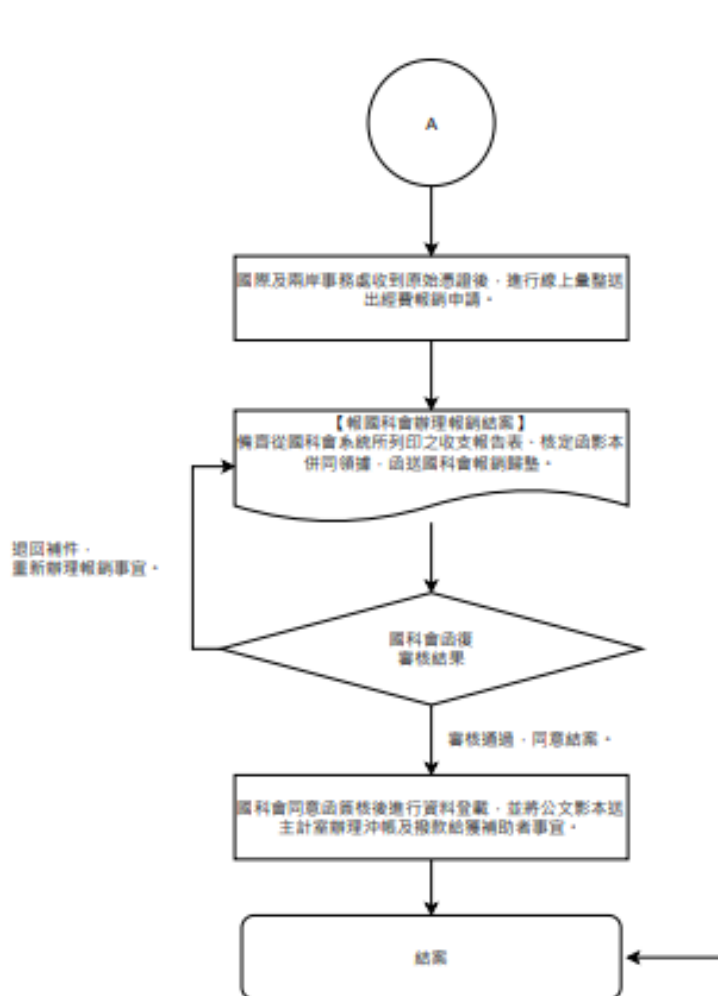 A
國際及兩岸事務處收到原始憑證後，進行線上彙整送
出經費報銷申請。
【報國科會辦理報銷結案】
備齊從國科會系統所列印之收支報告表、核定函影本
併同領據，函送國科會報銷歸墊。
退回補件，
重新辦理報銷事宜。
國科會函復
審核結果
審核通過，同意結案。
國科會同意函簽核後進行資料登載，並將公文影本送
主計室辦理沖帳及撥款給獲補助者事宜。
結案